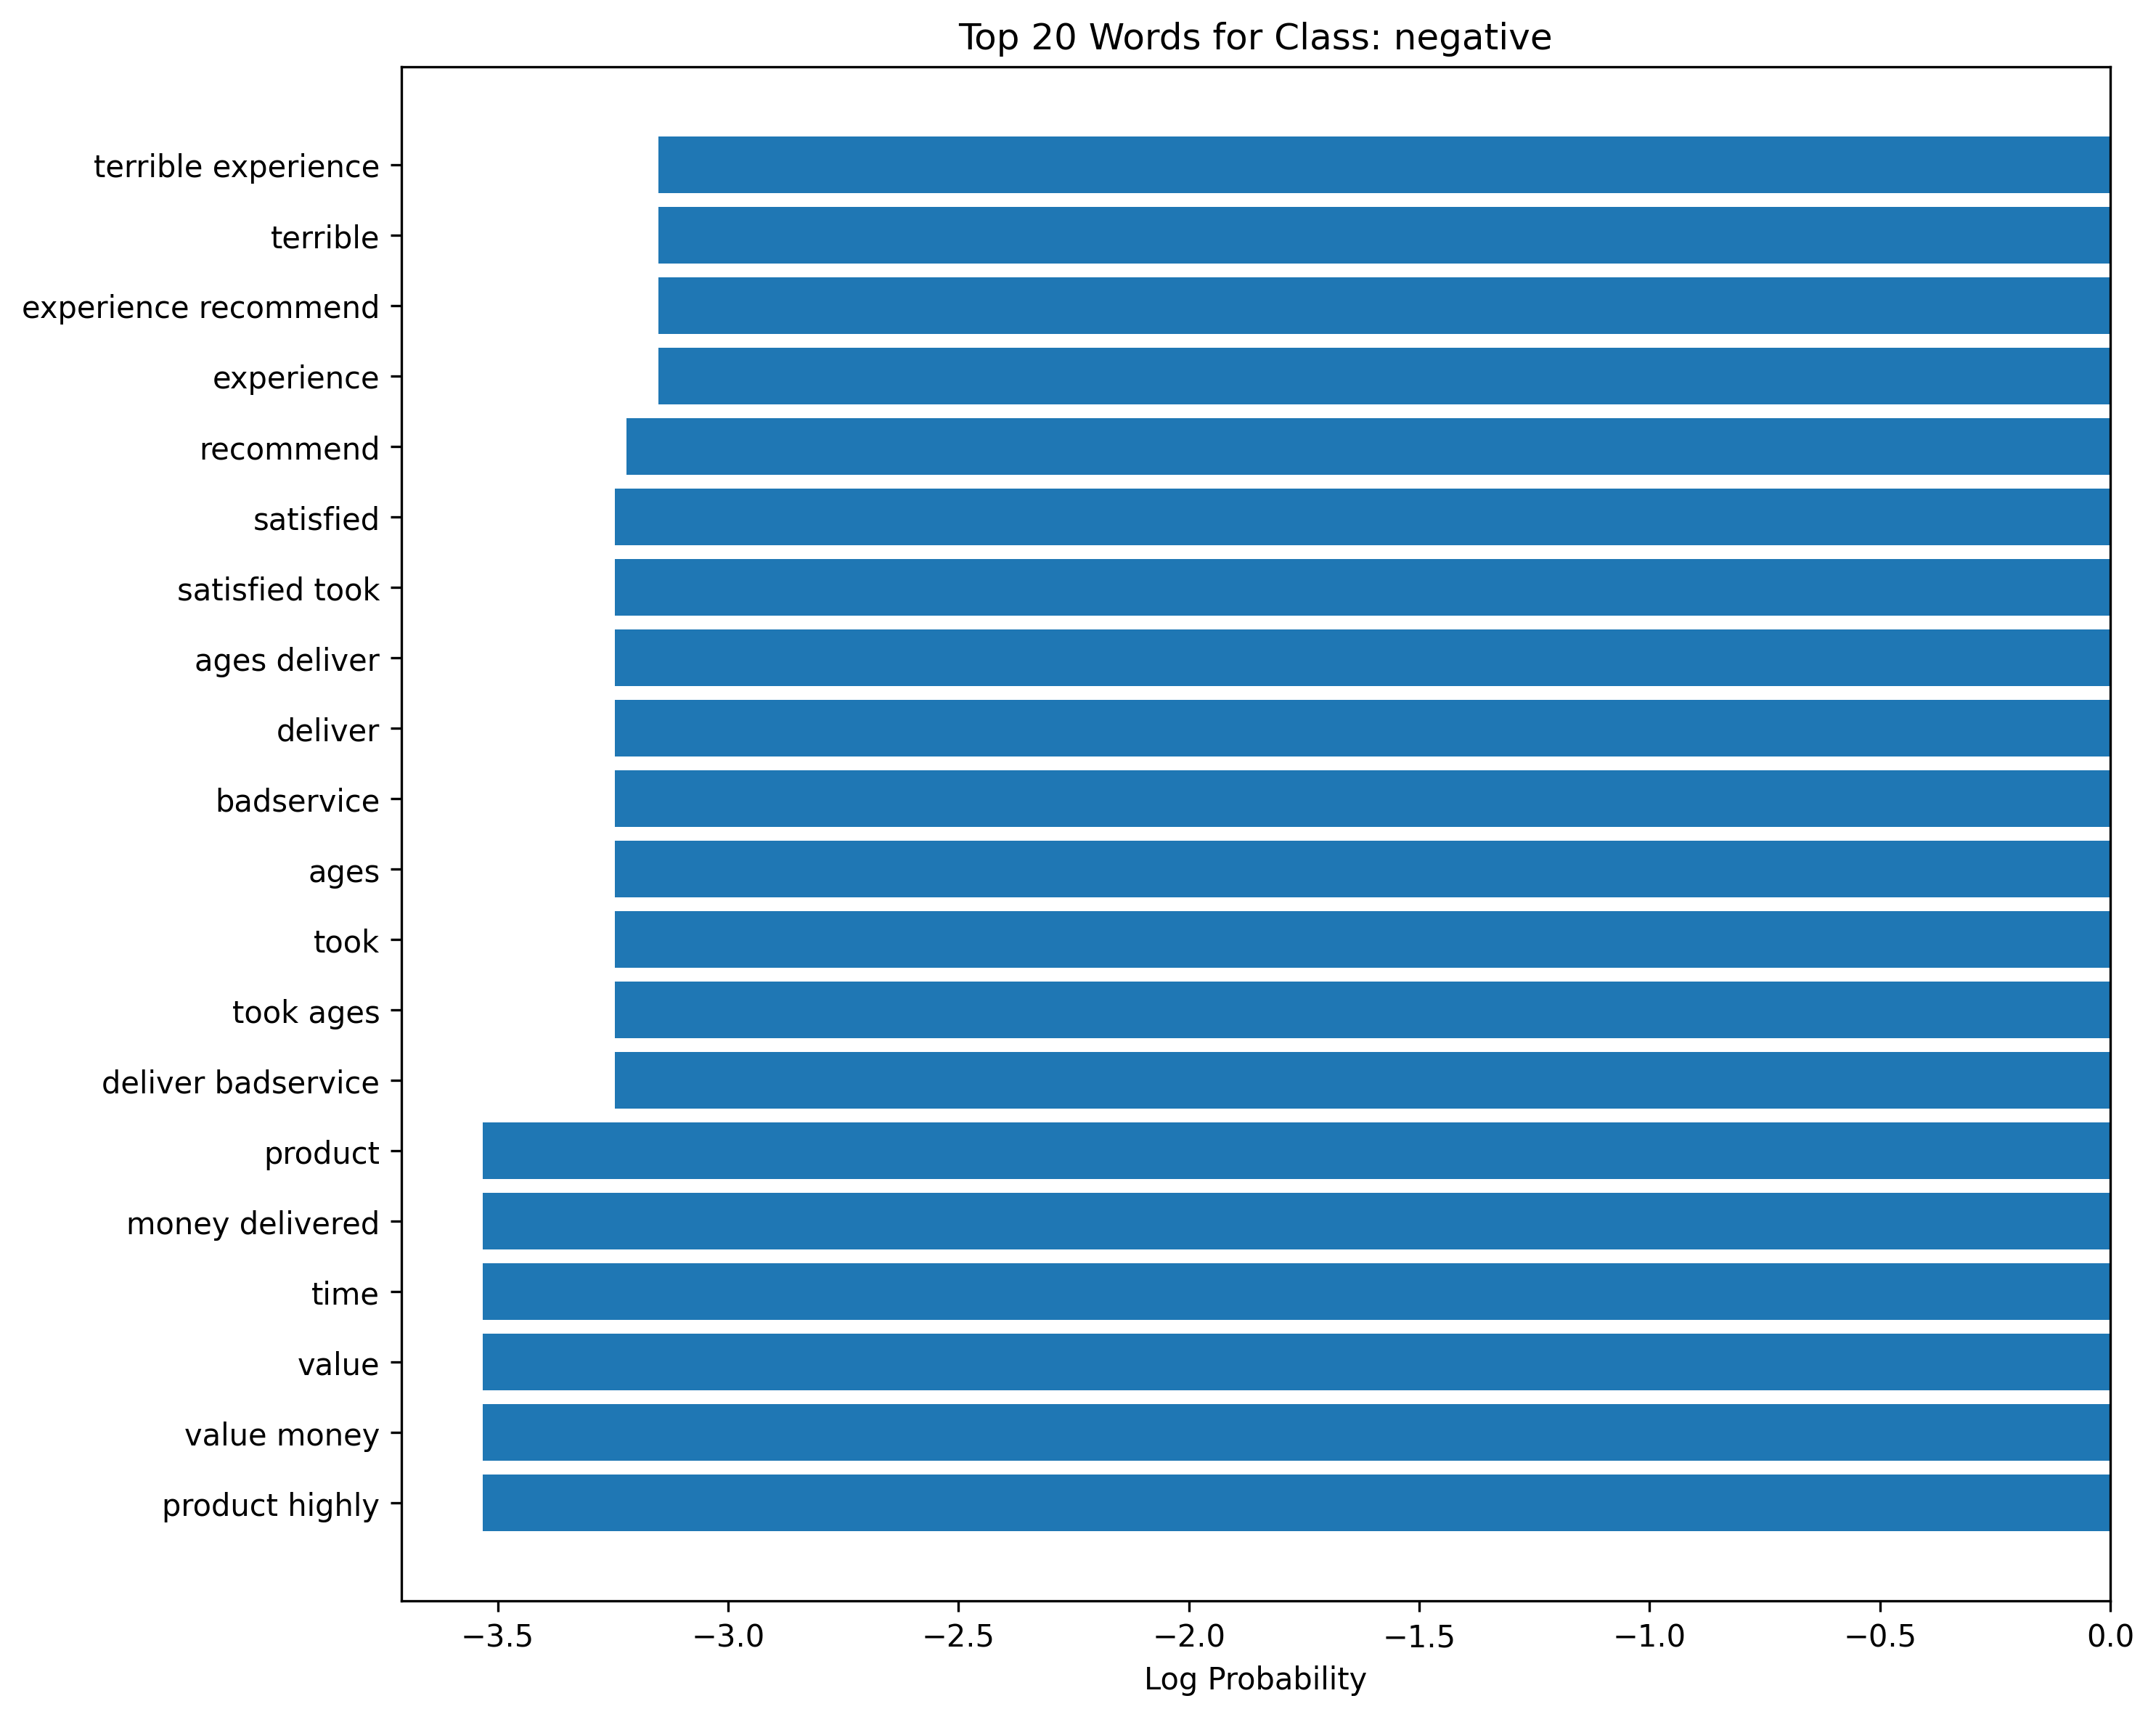 Top 20 Words for Class: negative
terrible experience
terrible
experience recommend
experience
recommend
satisfied
satisfied took
ages deliver
deliver
badservice
ages
took
took ages
deliver badservice
product
money delivered
time
value
value money
product highly
−3.5 −3.0 −2.5 −2.0 −1.5 −1.0 −0.5 0.0
Log Probability